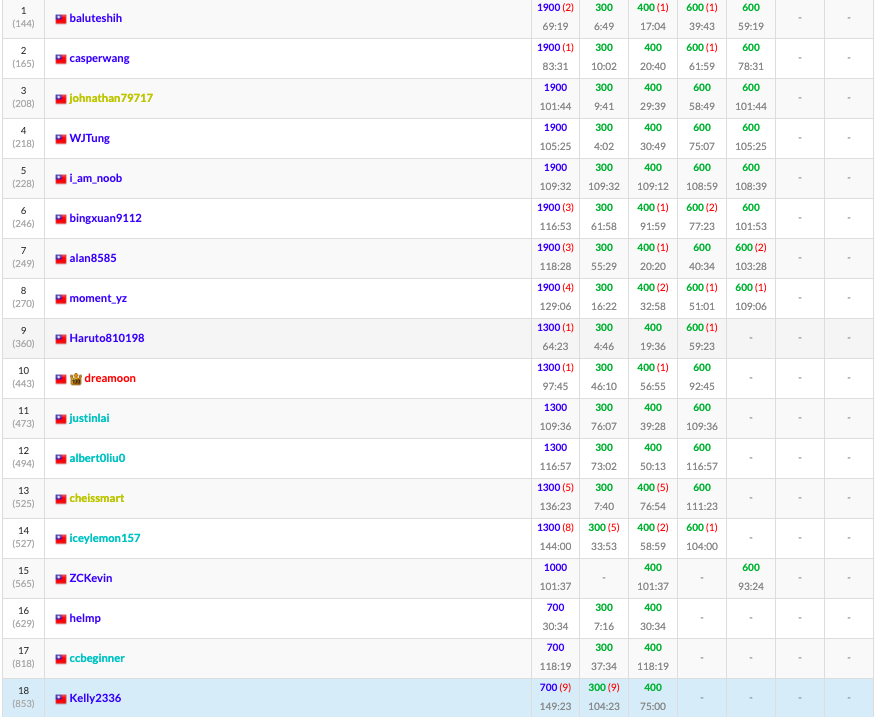 1 baluteshih 1900 (2) 300 400 (1) 600 (1) 600 - -
(144) 69:19 6:49 17:04 39:43 59:19
2 casperwang 1900 (1) 300 400 600 (1) 600 - -
(165) 83:31 10:02 20:40 61:59 78:31
3 johnathan79717 1900 300 400 600 600 - -
(208) 101:44 9:41 29:39 58:49 101:44
4 WJTung 1900 300 400 600 600 - -
(218) 105:25 4:02 30:49 75:07 105:25
5 i_am_noob 1900 300 400 600 600 - -
(228) 109:32 109:32 109:12 108:59 108:39
6 bingxuan9112 1900 (3) 300 400 (1) 600 (2) 600 - -
(246) 116:53 61:58 91:59 77:23 101:53
7 alan8585 1900 (3) 300 400 (1) 600 600 (2) - -
(249) 118:28 55:29 20:20 40:34 103:28
8 moment_yz 1900 (4) 300 400 (2) 600 (1) 600 (1) - -
(270) 129:06 16:22 32:58 51:01 109:06
9 Haruto810198 1300 (1) 300 400 600 (1) - - -
(360) 64:23 4:46 19:36 59:23
10 dreamoon 1300 (1) 300 400 (1) 600 - - -
(443) 97:45 46:10 56:55 92:45
11 justinlai 1300 300 400 600 - - -
(473) 109:36 76:07 39:28 109:36
12 albert0liu0 1300 300 400 600 - - -
(494) 116:57 73:02 50:13 116:57
13 cheissmart 1300 (5) 300 400 (5) 600 - - -
(525) 136:23 7:40 76:54 111:23
14 iceylemon157 1300 (8) 300 (5) 400 (2) 600 (1) - - -
(527) 144:00 33:53 58:59 104:00
15 ZCKevin 1000 - 400 - 600 - -
(565) 101:37 101:37 93:24
16 helmp 700 300 400 - - - -
(629) 30:34 7:16 30:34
17 ccbeginner 700 300 400 - - - -
(818) 118:19 37:34 118:19
18 Kelly2336 700 (9) 300 (9) 400 - - - -
(853) 149:23 104:23 75:00